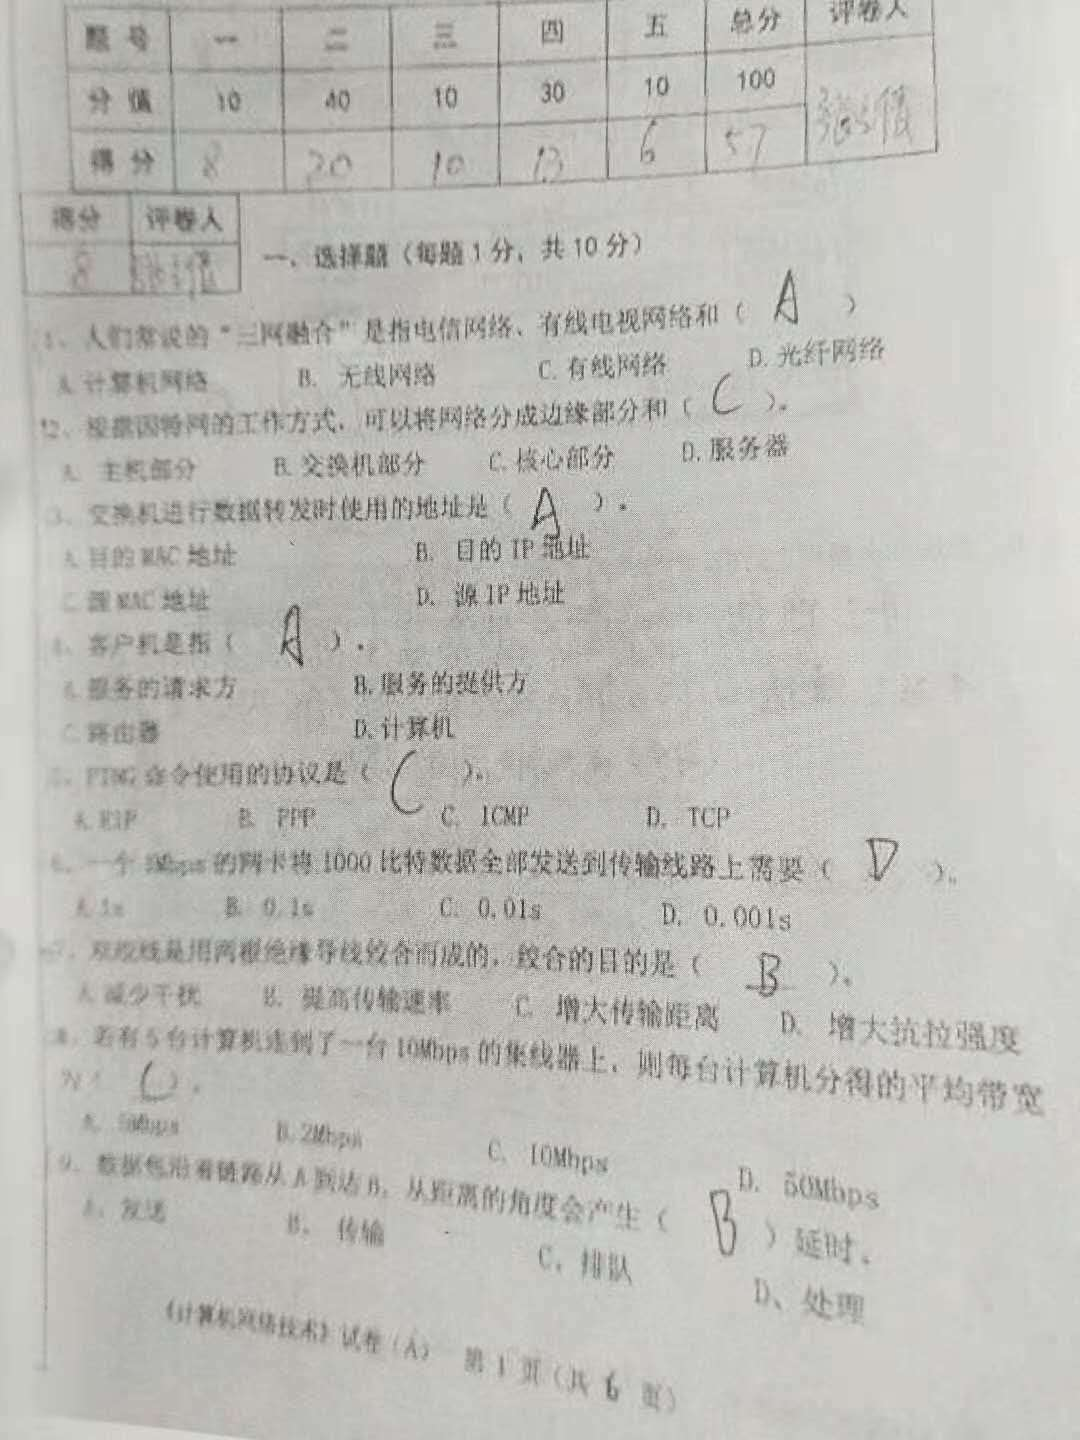 题 号 一 二 三 四 五 总分 评卷人
分 值 10 40 10 30 10 100
得 分 8 20 10 13 6 57
得分 评卷人
8
一、选择题（每题1分，共10分）
1、人们常说的“三网融合”是指电信网络、有线电视网络和（ A ）
A.计算机网络 B. 无线网络 C.有线网络 D.光纤网络
2、根据因特网的工作方式，可以将网络分成边缘部分和（ C ）。
A. 主机部分 B.交换机部分 C.核心部分 D.服务器
3、交换机进行数据转发时使用的地址是（ A ）。
A.目的MAC地址 B. 目的IP地址
C.源MAC地址 D. 源IP地址
4、客户机是指（ A ）。
A.服务的请求方 B.服务的提供方
C.路由器 D.计算机
5、PING命令使用的协议是（ C ）。
A.RIP B. PPP C. ICMP D. TCP
6、一个1Mbps的网卡将1000比特数据全部发送到传输线路上需要（ D ）。
A.1s B. 0.1s C. 0.01s D. 0.001s
7、双绞线是用两根绝缘导线绞合而成的，绞合的目的是（ B ）。
A.减少干扰 B. 提高传输速率 C. 增大传输距离 D. 增大抗拉强度
8、若有5台计算机连到了一台10Mbps的集线器上，则每台计算机分得的平均带宽
为（ C ）。
A. 5Mbps B.2Mbps C. 10Mbps D. 50Mbps
9、数据包沿着链路从A到达B，从距离的角度会产生（ B ）延时。
A、发送 B、传输 C、排队 D、处理
《计算机网络技术》试卷（A） 第 1 页（共 6 页）